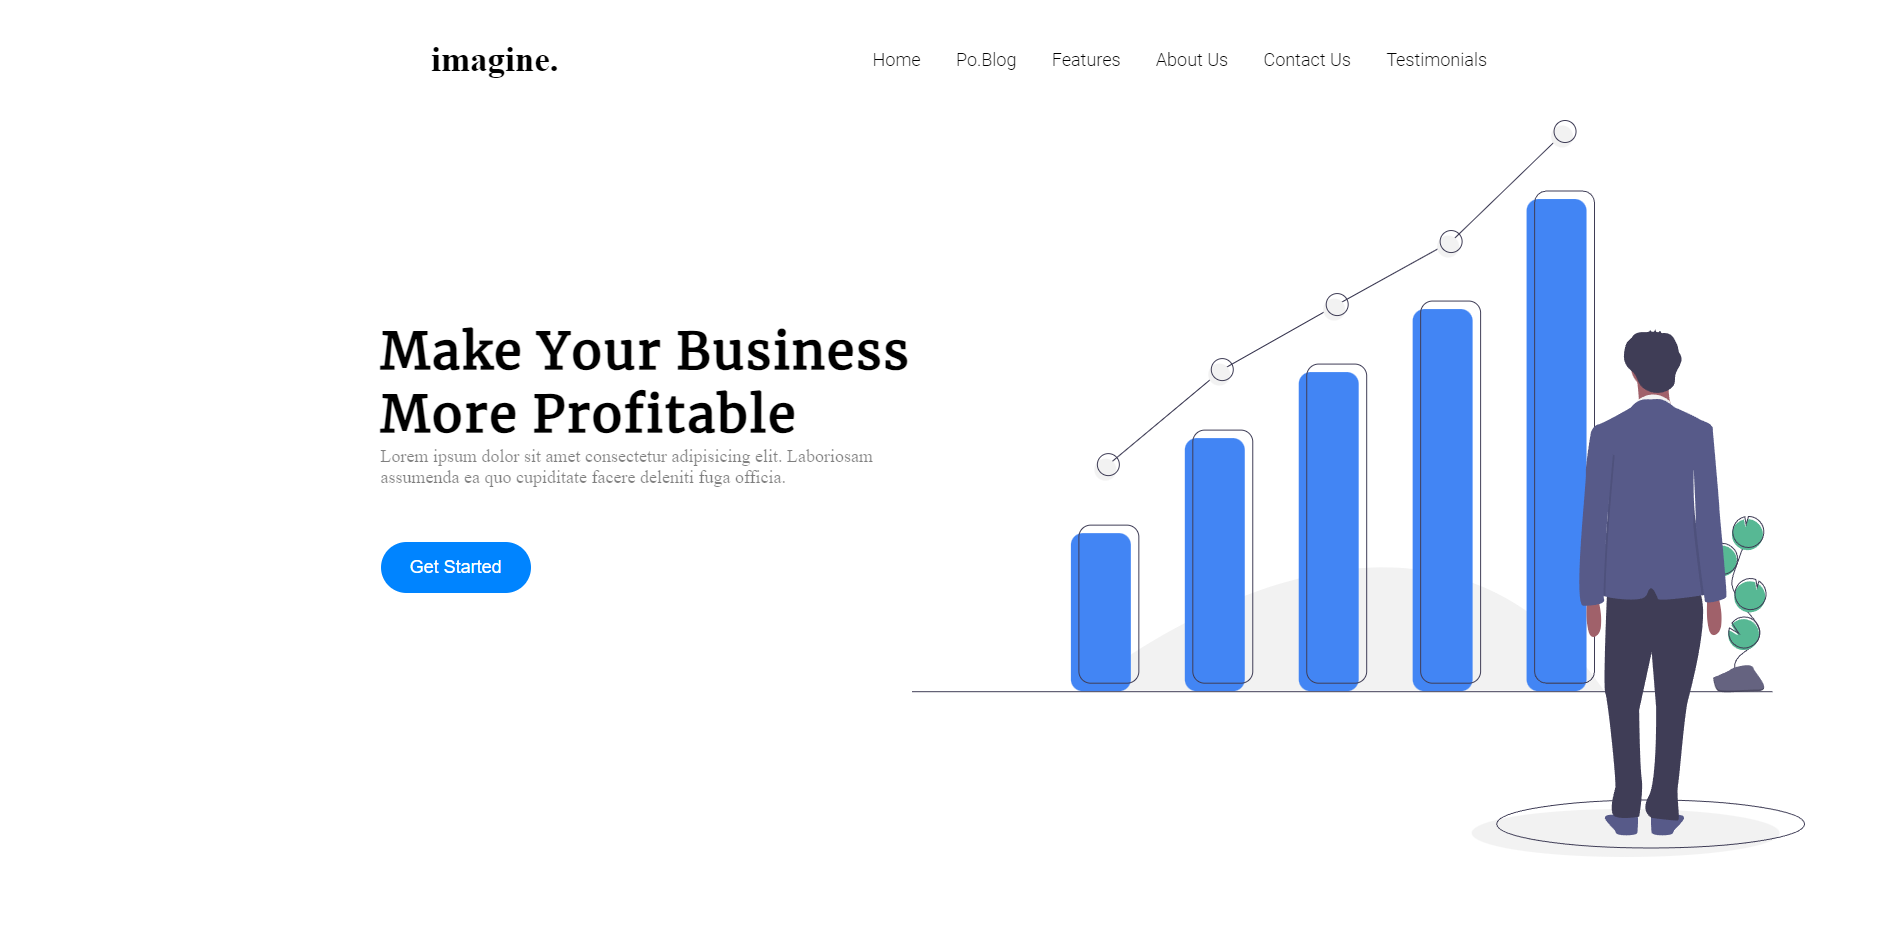 imagine.
Home Po.Blog Features About Us Contact Us Testimonials
Make Your Business
More Profitable
Lorem ipsum dolor sit amet consectetur adipisicing elit. Laboriosam
assumenda ea quo cupiditate facere deleniti fuga officia.
Get Started